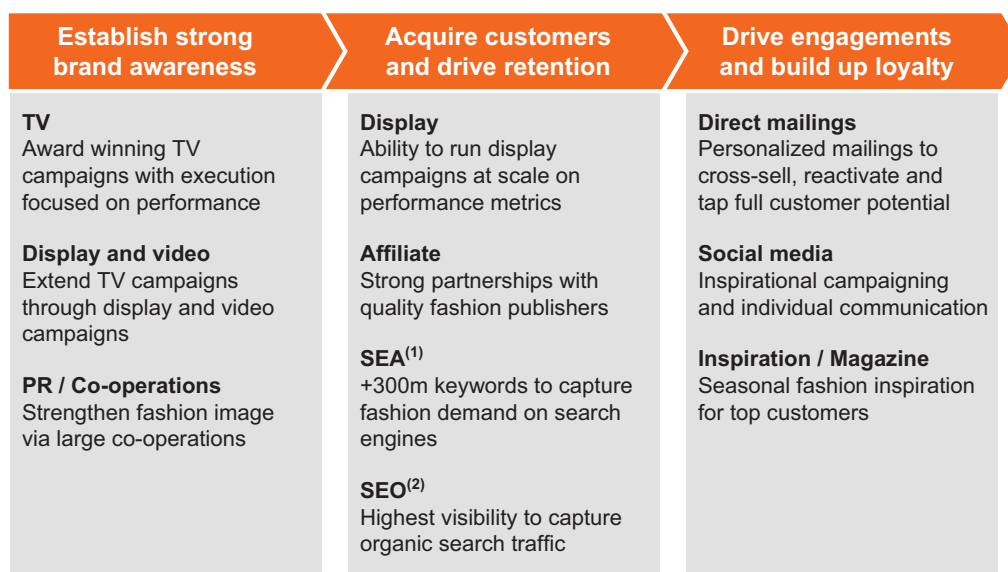 Establish strong
brand awareness
TV
Award winning TV
campaigns with execution
focused on performance
Display and video
Extend TV campaigns
through display and video
campaigns
PR / Co-operations
Strengthen fashion image
via large co-operations
Acquire customers
and drive retention
Display
Ability to run display
campaigns at scale on
performance metrics
Affiliate
Strong partnerships with
quality fashion publishers
SEA(1)
+300m keywords to capture
fashion demand on search
engines
SEO(2)
Highest visibility to capture
organic search traffic
Drive engagements
and build up loyalty
Direct mailings
Personalized mailings to
cross-sell, reactivate and
tap full customer potential
Social media
Inspirational campaigning
and individual communication
Inspiration / Magazine
Seasonal fashion inspiration
for top customers